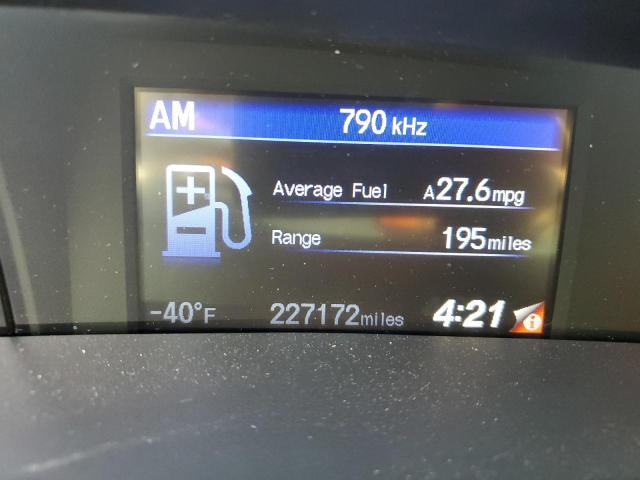 AM 790 kHz
Average Fuel A27.6mpg
Range 195miles
-40°F 227172miles 4:21 i